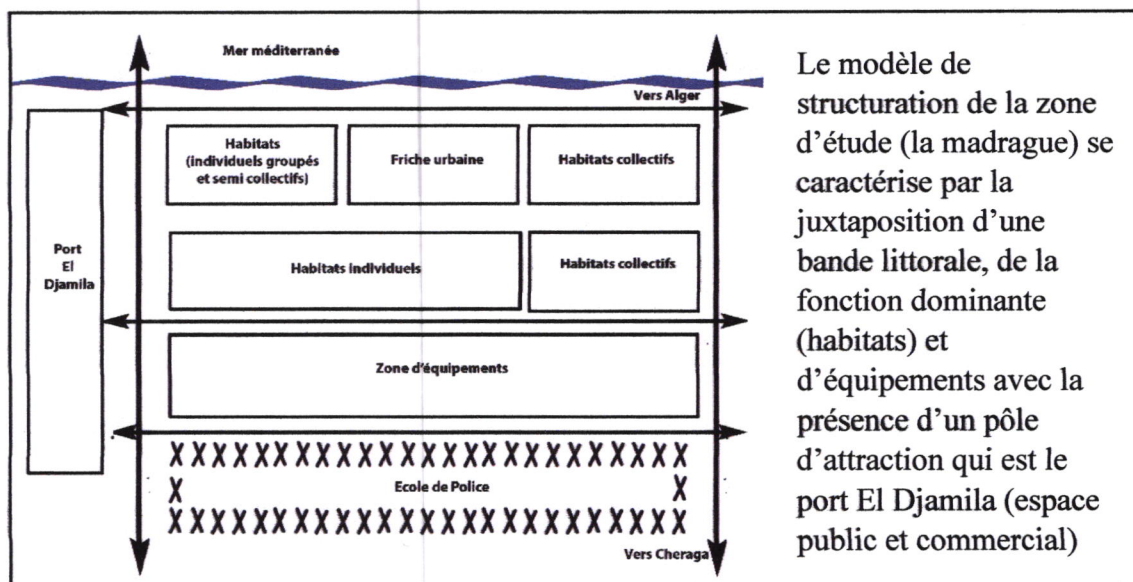 Mer méditerranée
Vers Alger
Habitats
(individuels groupés
et semi collectifs)
Friche urbaine
Habitats collectifs
Port
El
Djamila
Habitats individuels
Habitats collectifs
Zone d'équipements
Ecole de Police
Vers Cheraga
Le modèle de
structuration de la zone
d'étude (la madrague) se
caractérise par la
juxtaposition d'une
bande littorale, de la
fonction dominante
(habitats) et
d'équipements avec la
présence d'un pôle
d'attraction qui est le
port El Djamila (espace
public et commercial)